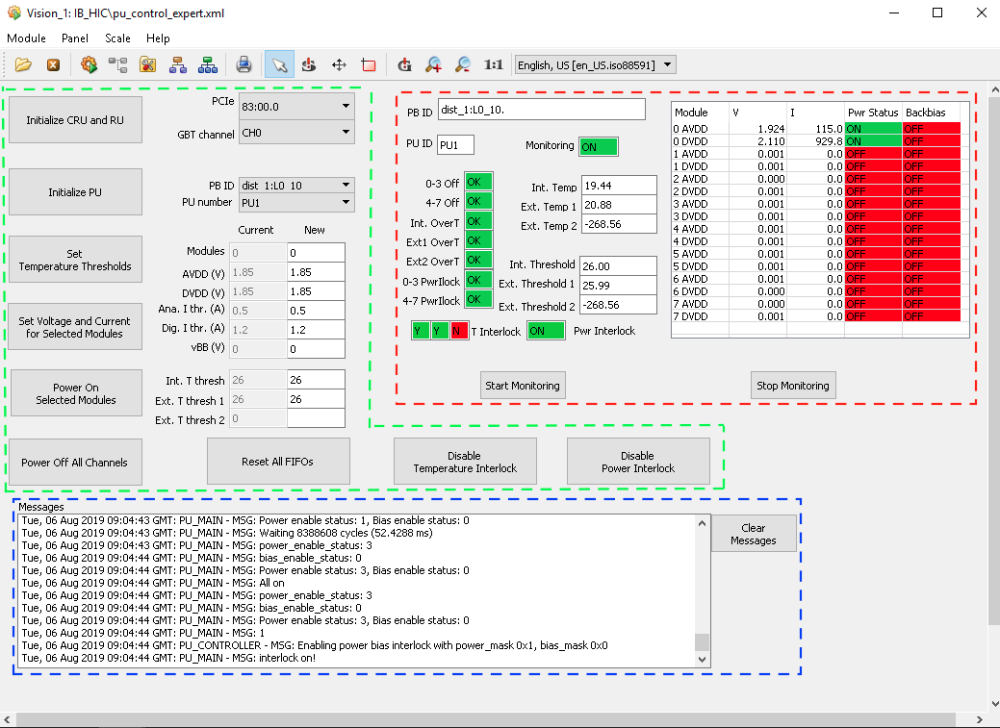 Vision_1: IB_HIC\pu_control_expert.xml
Module Panel Scale Help
1:1 English, US [en_US.iso88591]
Initialize CRU and RU
PCIe 83:00.0
GBT channel CH0
Initialize PU
PB ID dist_1:L0_10
PU number PU1
Current New
Set
Temperature Thresholds
Modules 0 0
AVDD (V) 1.85 1.85
DVDD (V) 1.85 1.85
Ana. I thr. (A) 0.5 0.5
Dig. I thr. (A) 1.2 1.2
vBB (V) 0 0
Set Voltage and Current
for Selected Modules
Int. T thresh 26 26
Ext. T thresh 1 26 26
Ext. T thresh 2 0
Power On
Selected Modules
Power Off All Channels
Reset All FIFOs
Disable
Temperature Interlock
Disable
Power Interlock
PB ID dist_1:L0_10.
PU ID PU1
Monitoring ON
0-3 Off OK
4-7 Off OK
Int. OverT OK
Ext1 OverT OK
Ext2 OverT OK
0-3 PwrIlock OK
4-7 PwrIlock OK
Int. Temp 19.44
Ext. Temp 1 20.88
Ext. Temp 2 -268.56
Int. Threshold 26.00
Ext. Threshold 1 25.99
Ext. Threshold 2 -268.56
Y Y N T Interlock ON Pwr Interlock
Start Monitoring
Stop Monitoring
Module V I Pwr Status Backbias
0 AVDD 1.924 115.0 ON OFF
0 DVDD 2.110 929.8 ON OFF
1 AVDD 0.001 0.0 OFF OFF
1 DVDD 0.001 0.0 OFF OFF
2 AVDD 0.000 0.0 OFF OFF
2 DVDD 0.001 0.0 OFF OFF
3 AVDD 0.001 0.0 OFF OFF
3 DVDD 0.001 0.0 OFF OFF
4 AVDD 0.001 0.0 OFF OFF
4 DVDD 0.001 0.0 OFF OFF
5 AVDD 0.001 0.0 OFF OFF
5 DVDD 0.001 0.0 OFF OFF
6 AVDD 0.001 0.0 OFF OFF
6 DVDD 0.000 0.0 OFF OFF
7 AVDD 0.000 0.0 OFF OFF
7 DVDD 0.001 0.0 OFF OFF
Messages
Tue, 06 Aug 2019 09:04:43 GMT: PU_MAIN - MSG: Power enable status: 1, Bias enable status: 0
Tue, 06 Aug 2019 09:04:43 GMT: PU_MAIN - MSG: Waiting 8388608 cycles (52.4288 ms)
Tue, 06 Aug 2019 09:04:43 GMT: PU_MAIN - MSG: power_enable_status: 3
Tue, 06 Aug 2019 09:04:44 GMT: PU_MAIN - MSG: bias_enable_status: 0
Tue, 06 Aug 2019 09:04:44 GMT: PU_MAIN - MSG: Power enable status: 3, Bias enable status: 0
Tue, 06 Aug 2019 09:04:44 GMT: PU_MAIN - MSG: All on
Tue, 06 Aug 2019 09:04:44 GMT: PU_MAIN - MSG: power_enable_status: 3
Tue, 06 Aug 2019 09:04:44 GMT: PU_MAIN - MSG: bias_enable_status: 0
Tue, 06 Aug 2019 09:04:44 GMT: PU_MAIN - MSG: Power enable status: 3, Bias enable status: 0
Tue, 06 Aug 2019 09:04:44 GMT: PU_MAIN - MSG: 1
Tue, 06 Aug 2019 09:04:44 GMT: PU_CONTROLLER - MSG: Enabling power bias interlock with power_mask 0x1, bias_mask 0x0
Tue, 06 Aug 2019 09:04:44 GMT: PU_MAIN - MSG: interlock on!
Clear
Messages